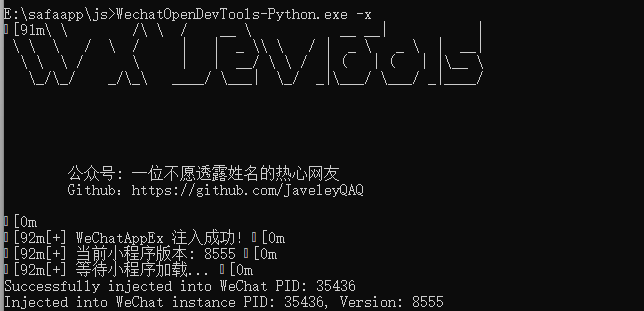 E:\safaapp\js>WechatOpenDevTools-Python.exe -x
[91m
WX DevTools
公众号: 一位不愿透露姓名的热心网友
Github：https://github.com/JaveleyQAQ
[0m
[92m[+] WeChatAppEx 注入成功! [0m
[92m[+] 当前小程序版本: 8555 [0m
[92m[+] 等待小程序加载... [0m
Successfully injected into WeChat PID: 35436
Injected into WeChat instance PID: 35436, Version: 8555